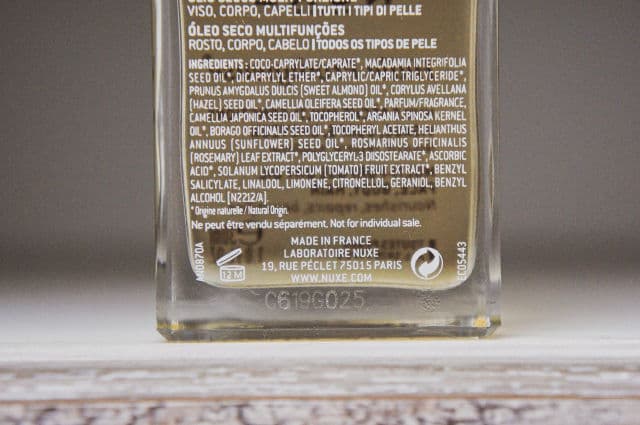 VISO, CORPO, CAPELLI | TUTTI I TIPI DI PELLE
ÓLEO SECO MULTIFUNÇÕES
ROSTO, CORPO, CABELO | TODOS OS TIPOS DE PELE
INGREDIENTS : COCO-CAPRYLATE/CAPRATE*, MACADAMIA INTEGRIFOLIA
SEED OIL*, DICAPRYLYL ETHER*, CAPRYLIC/CAPRIC TRIGLYCERIDE*,
PRUNUS AMYGDALUS DULCIS (SWEET ALMOND) OIL*, CORYLUS AVELLANA
(HAZEL) SEED OIL*, CAMELLIA OLEIFERA SEED OIL*, PARFUM/FRAGRANCE,
CAMELLIA JAPONICA SEED OIL*, TOCOPHEROL*, ARGANIA SPINOSA KERNEL
OIL*, BORAGO OFFICINALIS SEED OIL*, TOCOPHERYL ACETATE, HELIANTHUS
ANNUUS (SUNFLOWER) SEED OIL*, ROSMARINUS OFFICINALIS
(ROSEMARY) LEAF EXTRACT*, POLYGLYCERYL-3 DIISOSTEARATE*, ASCORBIC
ACID*, SOLANUM LYCOPERSICUM (TOMATO) FRUIT EXTRACT*, BENZYL
SALICYLATE, LINALOOL, LIMONENE, CITRONELLOL, GERANIOL, BENZYL
ALCOHOL [N2212/A].
* Origine naturelle / Natural Origin.
Ne peut être vendu séparément. Not for individual sale.
MADE IN FRANCE
LABORATOIRE NUXE
19, RUE PÉCLET 75015 PARIS
WWW.NUXE.COM
12 M
C619G025